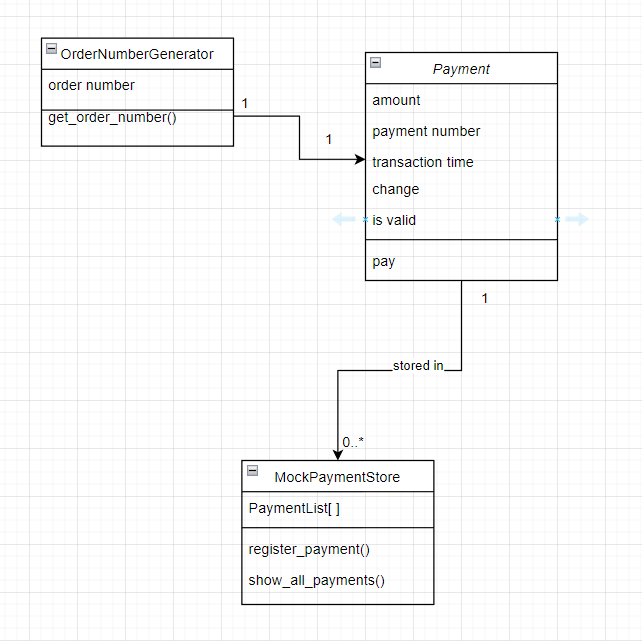 OrderNumberGenerator
order number
get_order_number()
1
1
Payment
amount
payment number
transaction time
change
is valid
pay
1
stored in
0..*
MockPaymentStore
PaymentList[ ]
register_payment()
show_all_payments()